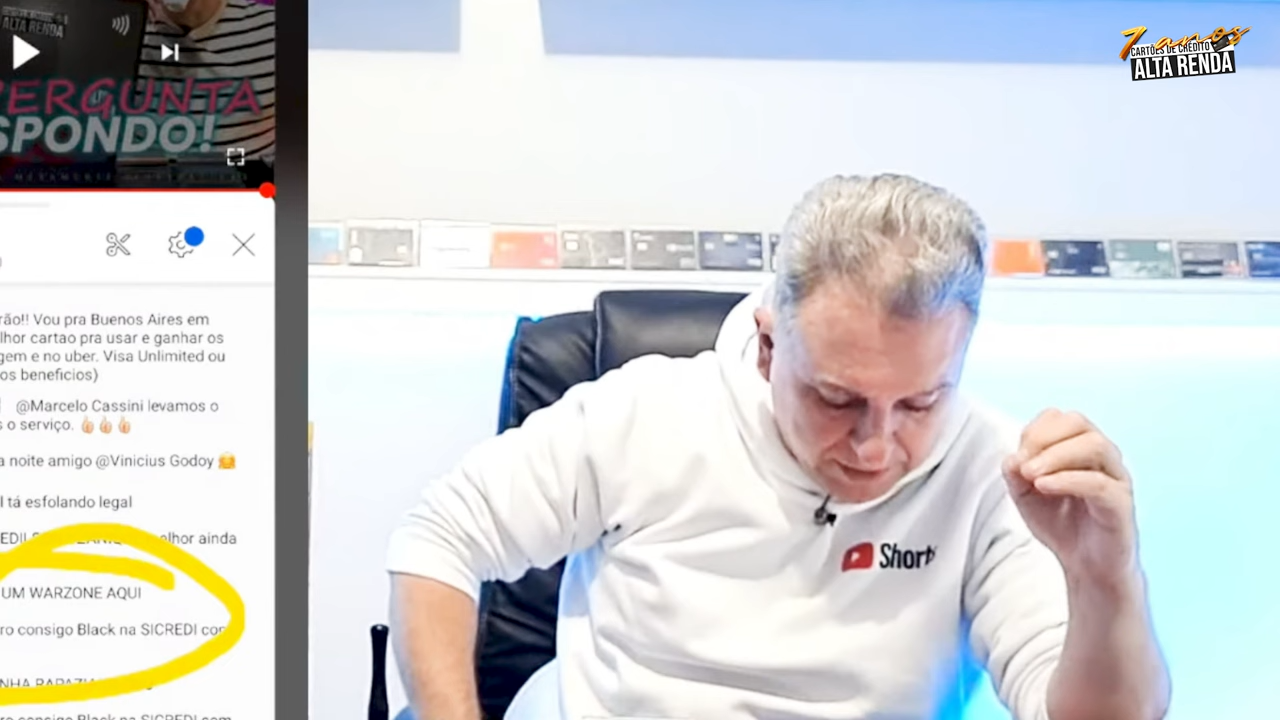 ALTA RENDA
PERGUNTA
SPONDO!
rão!! Vou pra Buenos Aires em
lhor cartao pra usar e ganhar os
gem e no uber. Visa Unlimited ou
os beneficios)
@Marcelo Cassini levamos o
s o serviço. 👍👍👍
a noite amigo @Vinicius Godoy 🤗
l tá esfolando legal
elhor ainda
UM WARZONE AQUI
ro consigo Black na SICREDI com
ro consigo Black na SICREDI sem
7 anos
CARTÕES DE CRÉDITO
ALTA RENDA
Shorts